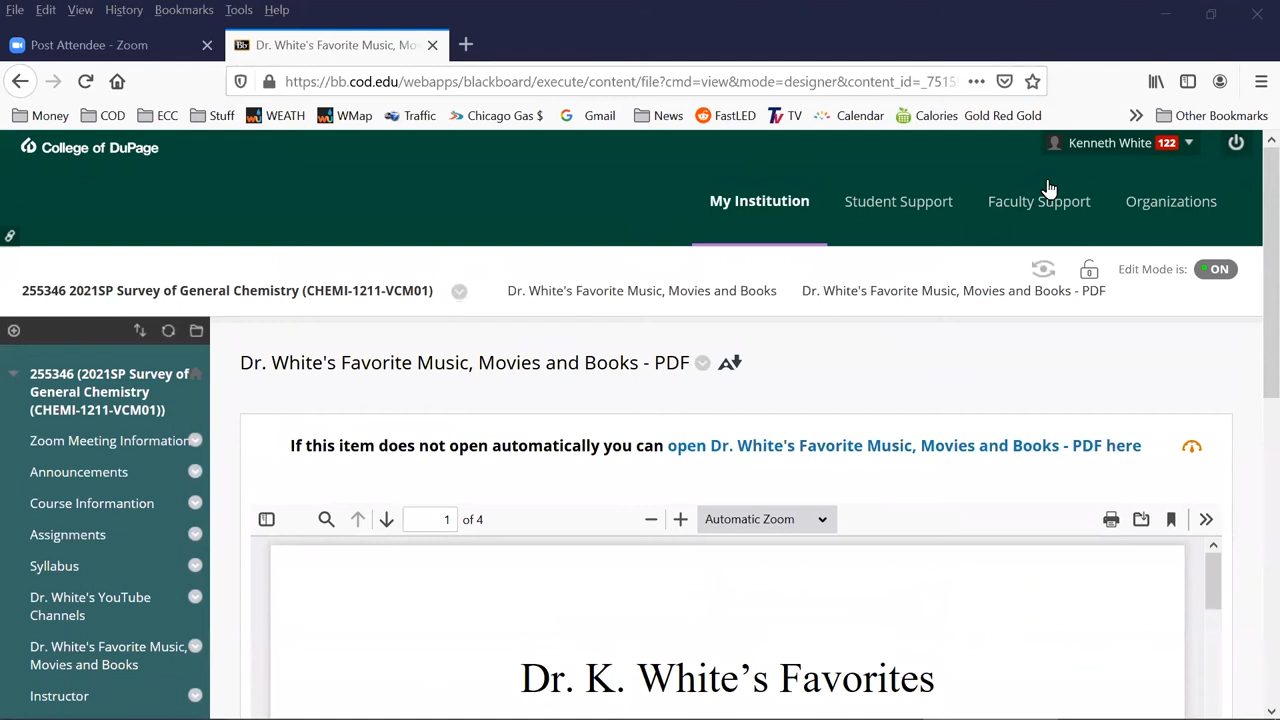 File Edit View History Bookmarks Tools Help
Post Attendee - Zoom
Dr. White's Favorite Music, Mo
https://bb.cod.edu/webapps/blackboard/execute/content/file?cmd=view&mode=designer&content_id=_7515
Money COD ECC Stuff WEATH WMap Traffic Chicago Gas $ Gmail News FastLED TV Calendar Calories Gold Red Gold Other Bookmarks
College of DuPage
Kenneth White 122
My Institution Student Support Faculty Support Organizations
Edit Mode is: ON
255346 2021SP Survey of General Chemistry (CHEMI-1211-VCM01) Dr. White's Favorite Music, Movies and Books Dr. White's Favorite Music, Movies and Books - PDF
255346 (2021SP Survey of
General Chemistry
(CHEMI-1211-VCM01))
Zoom Meeting Information
Announcements
Course Informantion
Assignments
Syllabus
Dr. White's YouTube
Channels
Dr. White's Favorite Music,
Movies and Books
Instructor
Dr. White's Favorite Music, Movies and Books - PDF
If this item does not open automatically you can open Dr. White's Favorite Music, Movies and Books - PDF here
1 of 4
Automatic Zoom
Dr. K. White’s Favorites